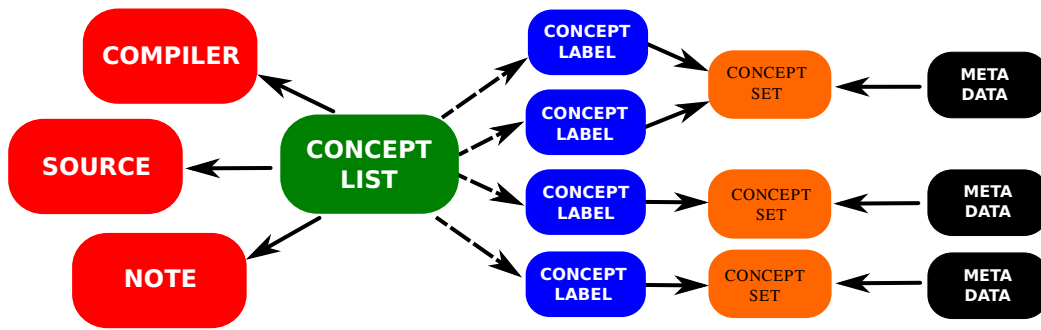 COMPILER
SOURCE
NOTE
CONCEPT
LIST
CONCEPT
LABEL
CONCEPT
LABEL
CONCEPT
LABEL
CONCEPT
LABEL
CONCEPT
SET
CONCEPT
SET
CONCEPT
SET
META
DATA
META
DATA
META
DATA